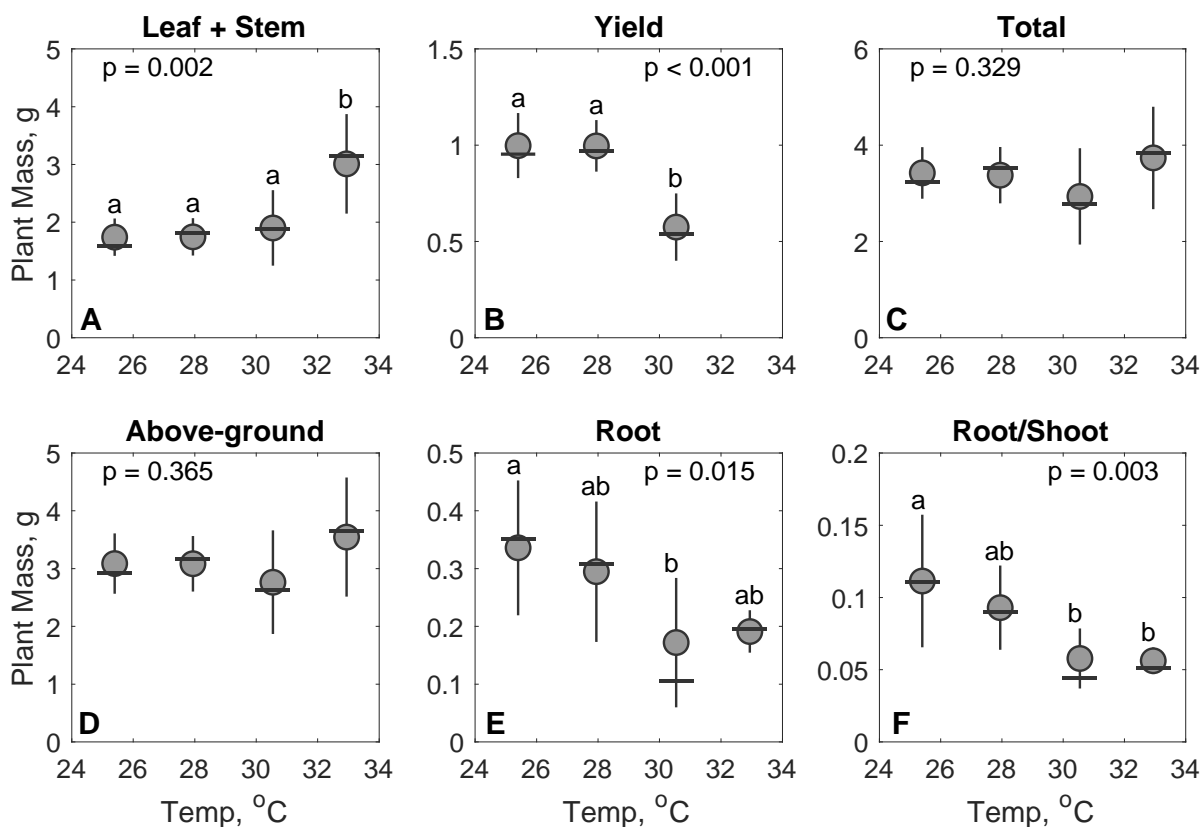 Leaf + Stem
Yield
Total
5
4
3
2
1
0
Plant Mass, g
p = 0.002
a
a
a
b
A
24 26 28 30 32 34
1.5
1
0.5
0
p < 0.001
a
a
b
B
24 26 28 30 32 34
6
4
2
0
p = 0.329
C
24 26 28 30 32 34
Above-ground
Root
Root/Shoot
5
4
3
2
1
0
Plant Mass, g
p = 0.365
D
24 26 28 30 32 34
Temp, °C
0.5
0.4
0.3
0.2
0.1
0
p = 0.015
a
ab
b
ab
E
24 26 28 30 32 34
Temp, °C
0.2
0.15
0.1
0.05
0
p = 0.003
a
ab
b
b
F
24 26 28 30 32 34
Temp, °C